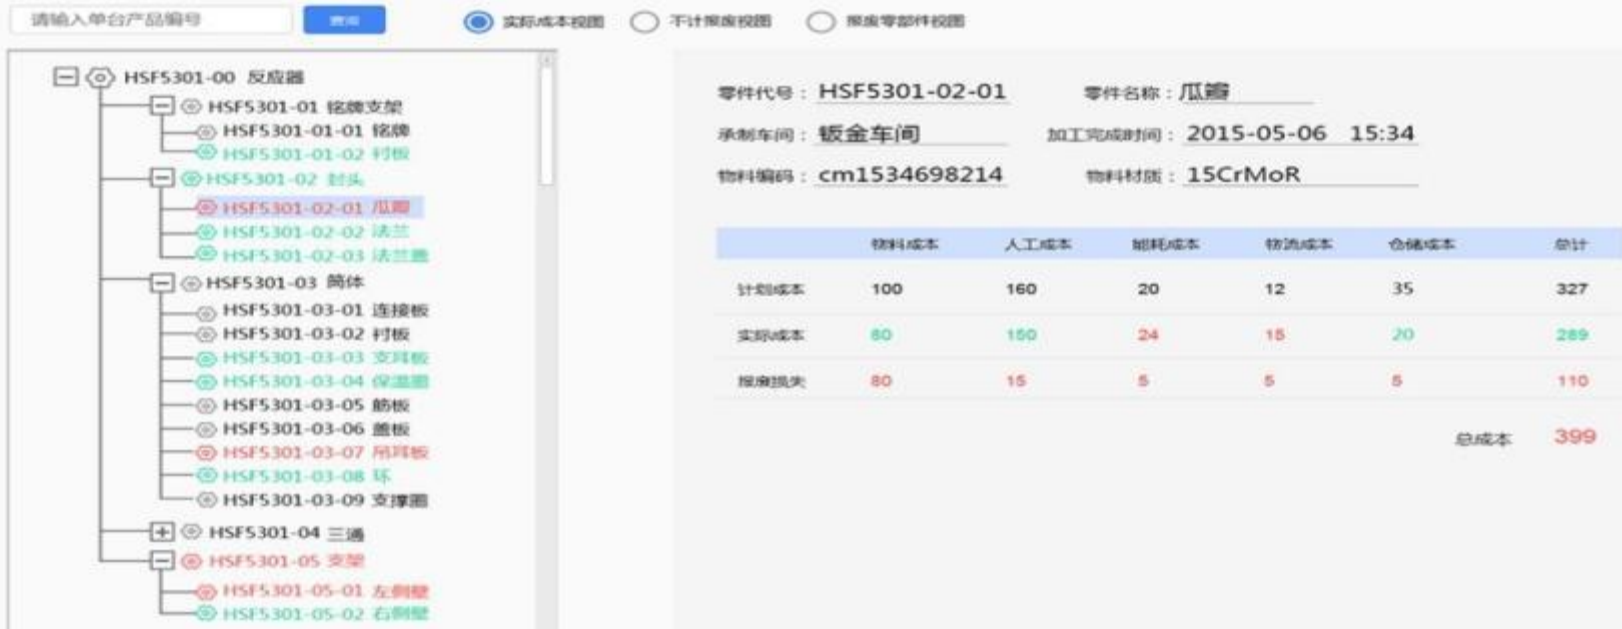 请输入单台产品编号 查询 实际成本视图 不计报废视图 报废零部件视图
HSF5301-00 反应器
HSF5301-01 铭牌支架
HSF5301-01-01 铭牌
HSF5301-01-02 衬板
HSF5301-02 封头
HSF5301-02-01 瓜瓣
HSF5301-02-02 法兰
HSF5301-02-03 法兰盖
HSF5301-03 筒体
HSF5301-03-01 连接板
HSF5301-03-02 衬板
HSF5301-03-03 支耳板
HSF5301-03-04 保温圈
HSF5301-03-05 筋板
HSF5301-03-06 盖板
HSF5301-03-07 吊耳板
HSF5301-03-08 环
HSF5301-03-09 支撑圈
HSF5301-04 三通
HSF5301-05 支架
HSF5301-05-01 左侧壁
HSF5301-05-02 右侧壁
零件代号：HSF5301-02-01 零件名称：瓜瓣
承制车间：钣金车间 加工完成时间：2015-05-06 15:34
物料编码：cm1534698214 物料材质：15CrMoR
物料成本 人工成本 能耗成本 物流成本 仓储成本 总计
计划成本 100 160 20 12 35 327
实际成本 80 150 24 15 20 289
报废损失 80 15 5 5 5 110
总成本 399